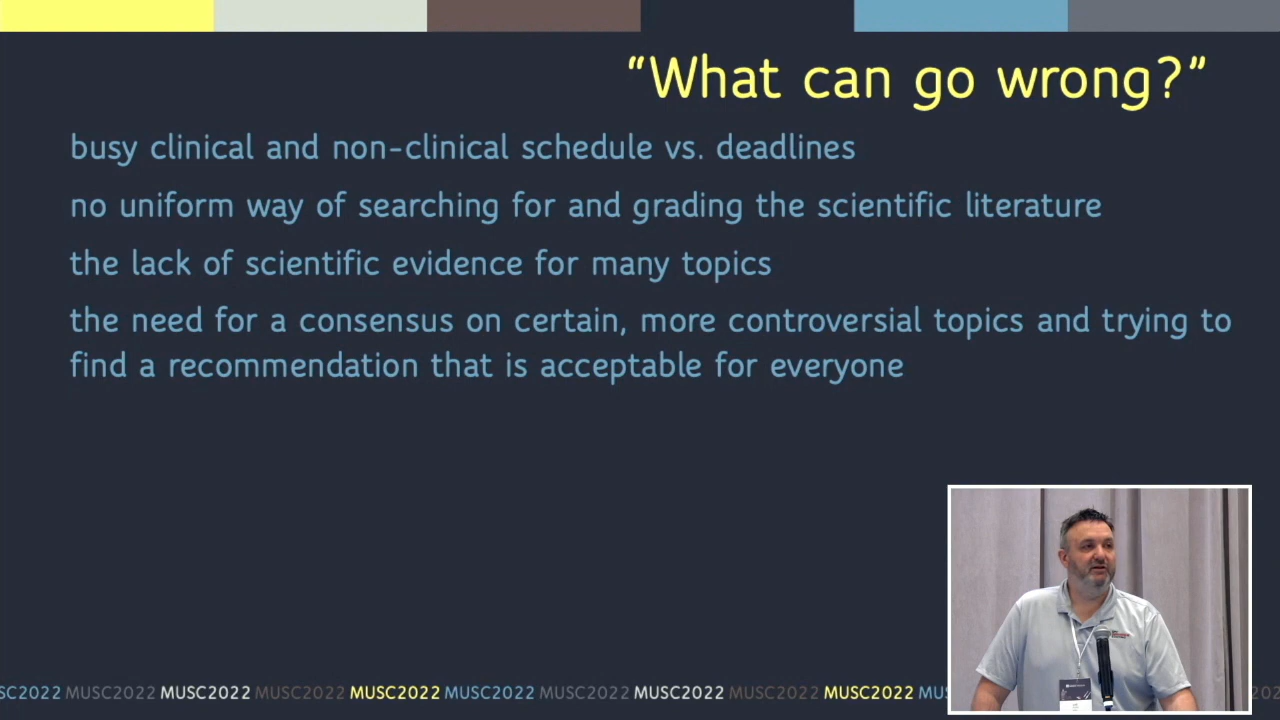 “What can go wrong?”
busy clinical and non-clinical schedule vs. deadlines
no uniform way of searching for and grading the scientific literature
the lack of scientific evidence for many topics
the need for a consensus on certain, more controversial topics and trying to
find a recommendation that is acceptable for everyone
SC2022 MUSC2022 MUSC2022 MUSC2022 MUSC2022 MUSC2022 MUSC2022 MUSC2022 MUSC2022 MUSC2022 MUS